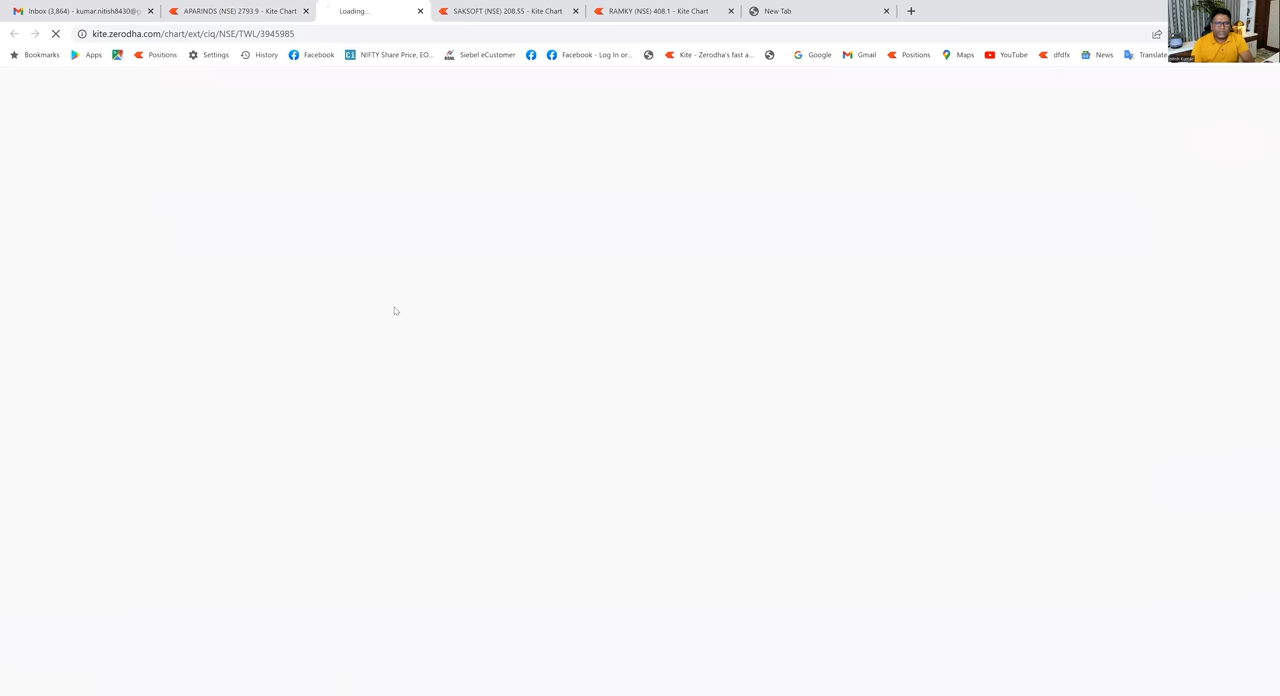 Inbox (3,864) - kumar.nitish8430@g
APARINDS (NSE) 2793.9 - Kite Chart
Loading...
SAKSOFT (NSE) 208.55 - Kite Chart
RAMKY (NSE) 408.1 - Kite Chart
New Tab
kite.zerodha.com/chart/ext/ciq/NSE/TWL/3945985
Bookmarks
Apps
Positions
Settings
History
Facebook
NIFTY Share Price, EO...
Siebel eCustomer
Facebook - Log In or...
Kite - Zerodha's fast a...
Google
Gmail
Positions
Maps
YouTube
dfdfx
News
Translate